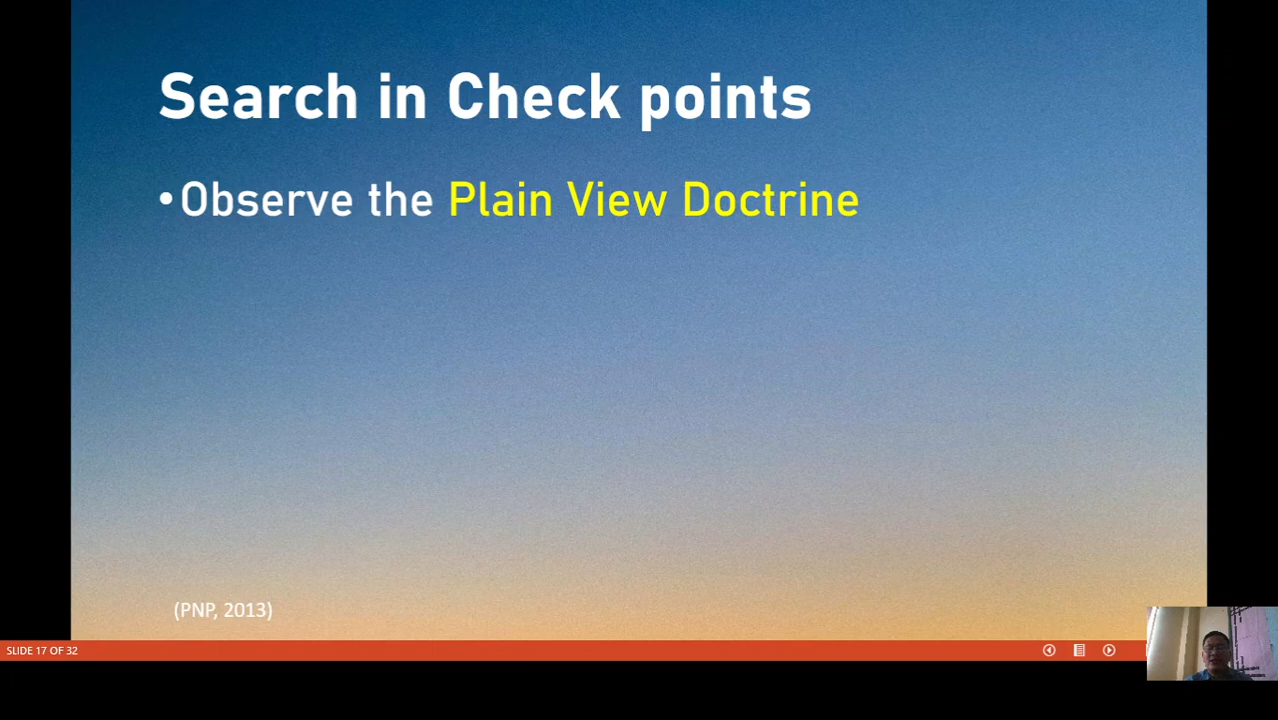 Search in Check points
•Observe the Plain View Doctrine
(PNP, 2013)
SLIDE 17 OF 32